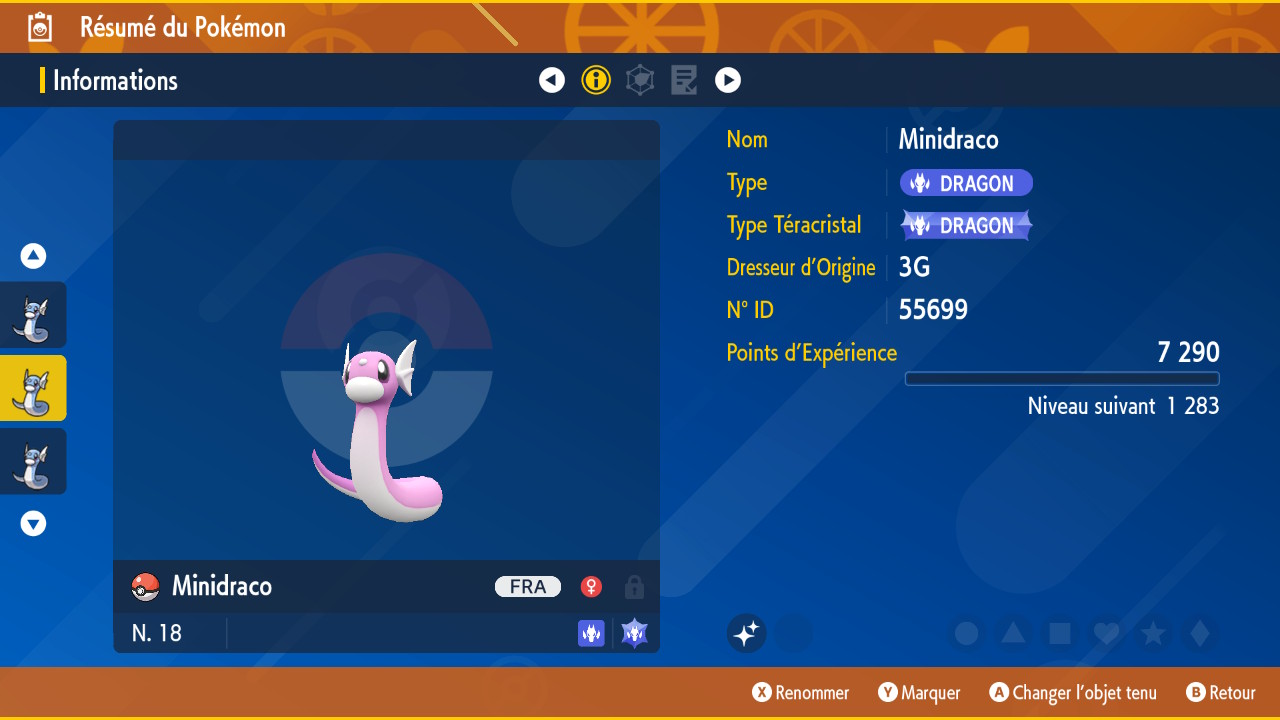 Résumé du Pokémon
Informations
Nom Minidraco
Type DRAGON
Type Téracristal DRAGON
Dresseur d'Origine 3G
N° ID 55699
Points d'Expérience 7 290
Niveau suivant 1 283
Minidraco FRA
N. 18
X Renommer Y Marquer A Changer l'objet tenu B Retour